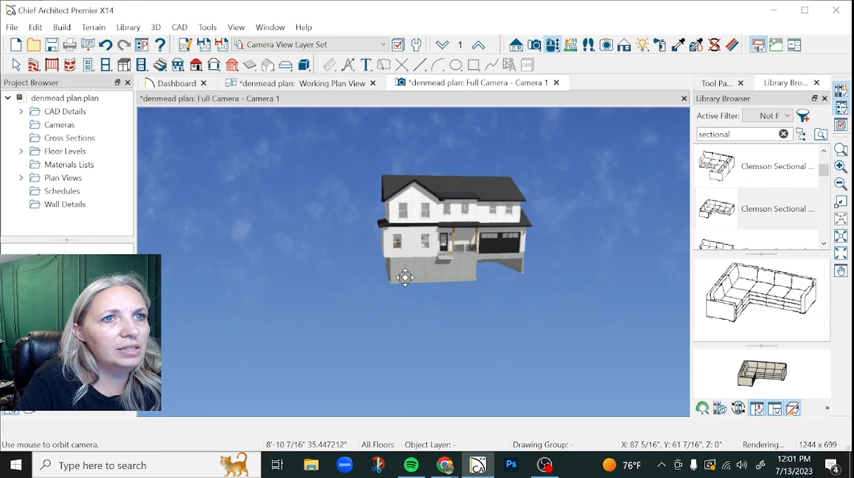 Chief Architect Premier X14
File Edit Build Terrain Library 3D CAD Tools View Window Help
Camera View Layer Set
1
Dashboard
*denmead plan: Working Plan View
*denmead plan: Full Camera - Camera 1
Tool Pa...
Library Bro...
Project Browser
*denmead plan: Full Camera - Camera 1
Library Browser
denmead plan.plan
CAD Details
Cameras
Cross Sections
Floor Levels
Materials Lists
Plan Views
Schedules
Wall Details
Active Filter:
Not F
sectional
Clemson Sectional ...
Clemson Sectional ...
Use mouse to orbit camera.
8'-10 7/16" 35.447212°
All Floors
Object Layer: -
Drawing Group: -
X: 87 5/16", Y: 61 7/16", Z: 0"
Rendering...
1244 x 699
Type here to search
zoom
Ps
76°F
12:01 PM
7/13/2023
4